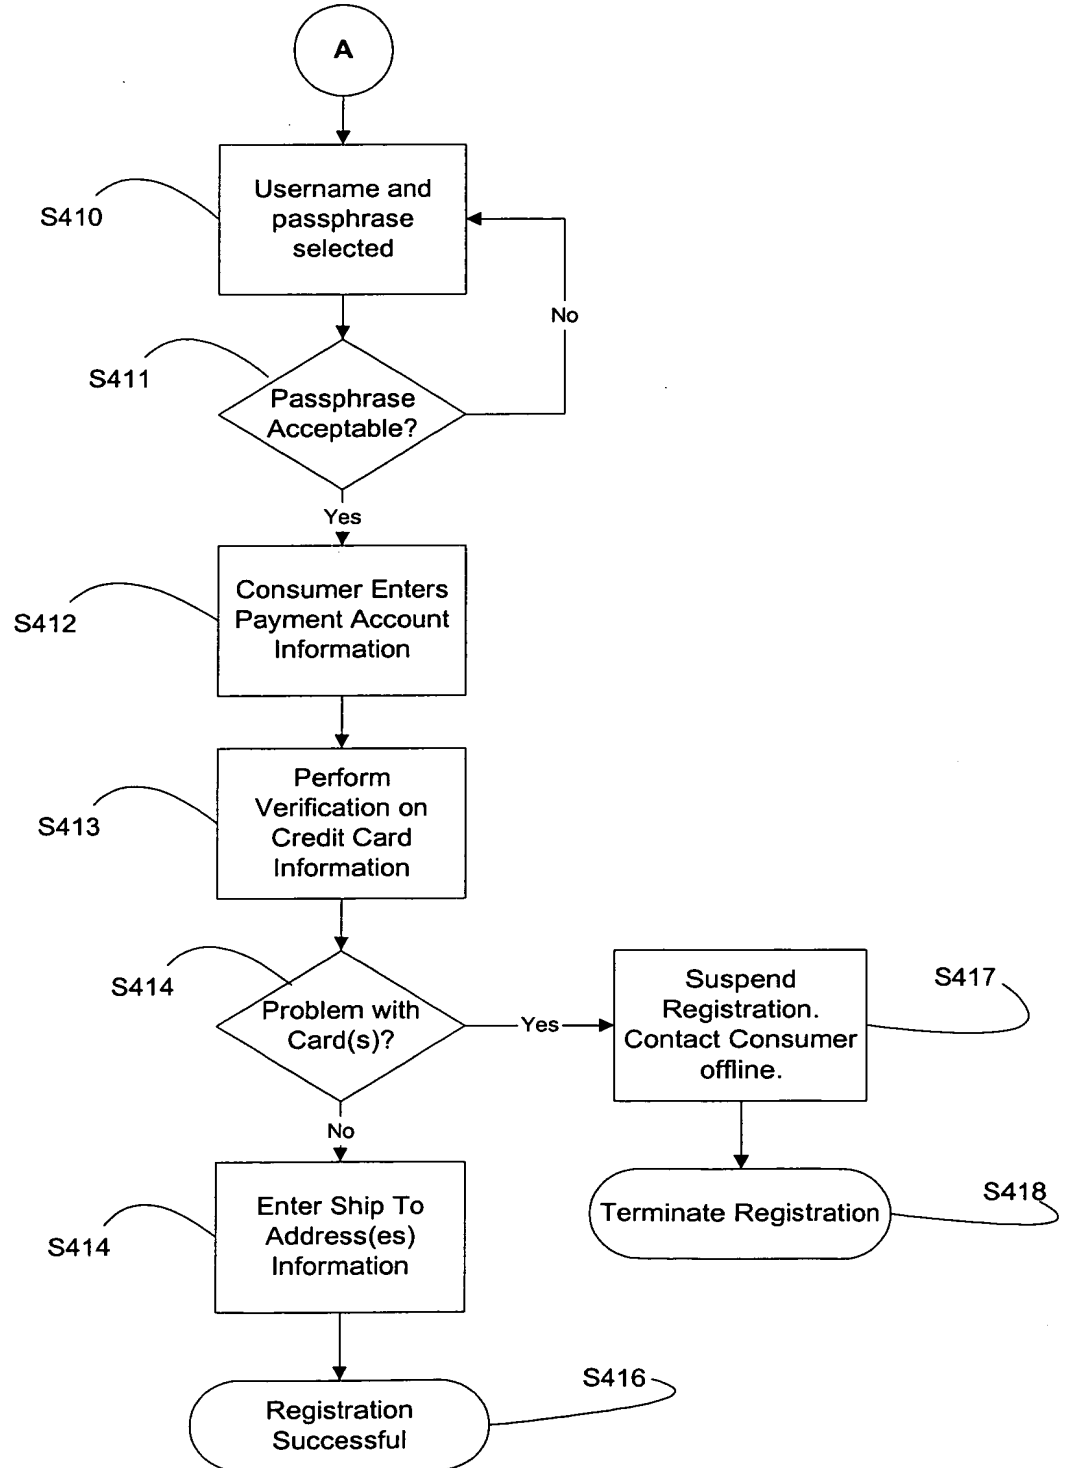 A
Username and
passphrase
selected
S410
No
S411
Passphrase
Acceptable?
Yes
Consumer Enters
Payment Account
Information
S412
Perform
Verification on
Credit Card
Information
S413
S414
Problem with
Card(s)?
Yes
Suspend
Registration.
Contact Consumer
offline.
S417
No
Terminate Registration
S418
Enter Ship To
Address(es)
Information
S414
S416
Registration
Successful